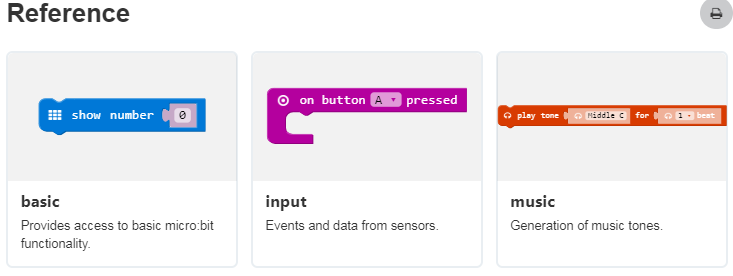 Reference
show number 0
on button A pressed
play tone Middle C for 1 beat
basic
Provides access to basic micro:bit
functionality.
input
Events and data from sensors.
music
Generation of music tones.